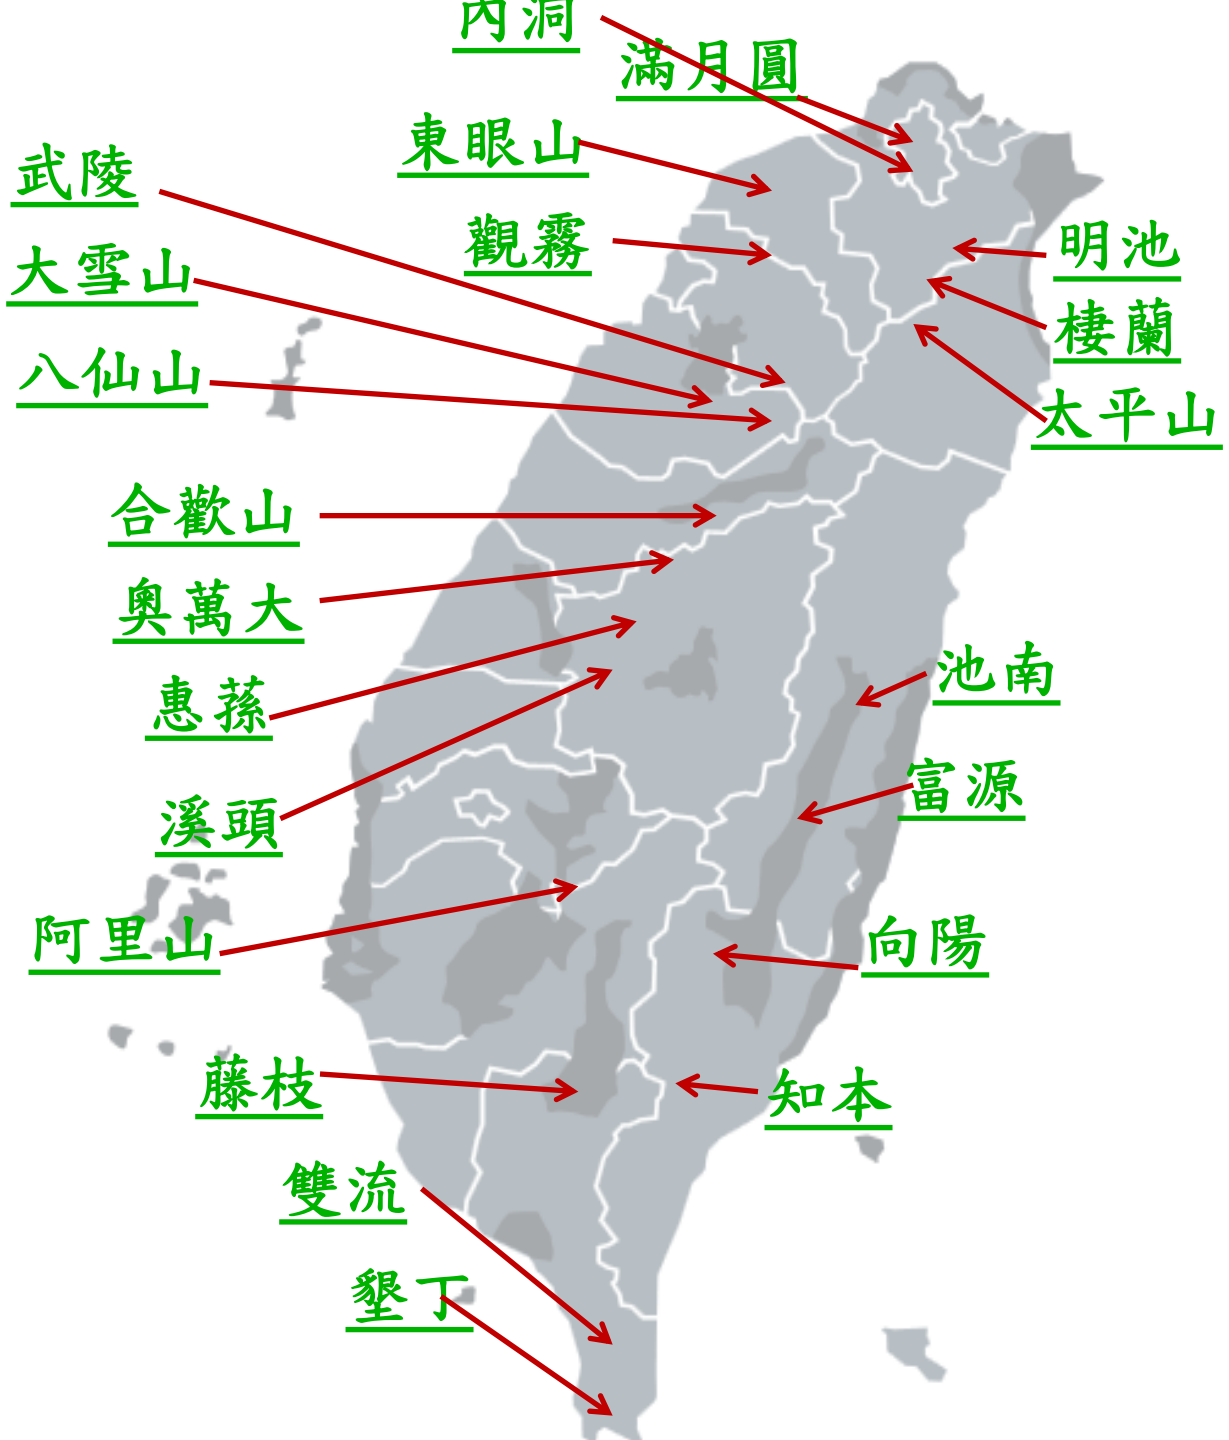 內洞
滿月圓
東眼山
武陵
觀霧
明池
大雪山
棲蘭
八仙山
太平山
合歡山
奧萬大
池南
惠蓀
富源
溪頭
阿里山
向陽
藤枝
知本
雙流
墾丁